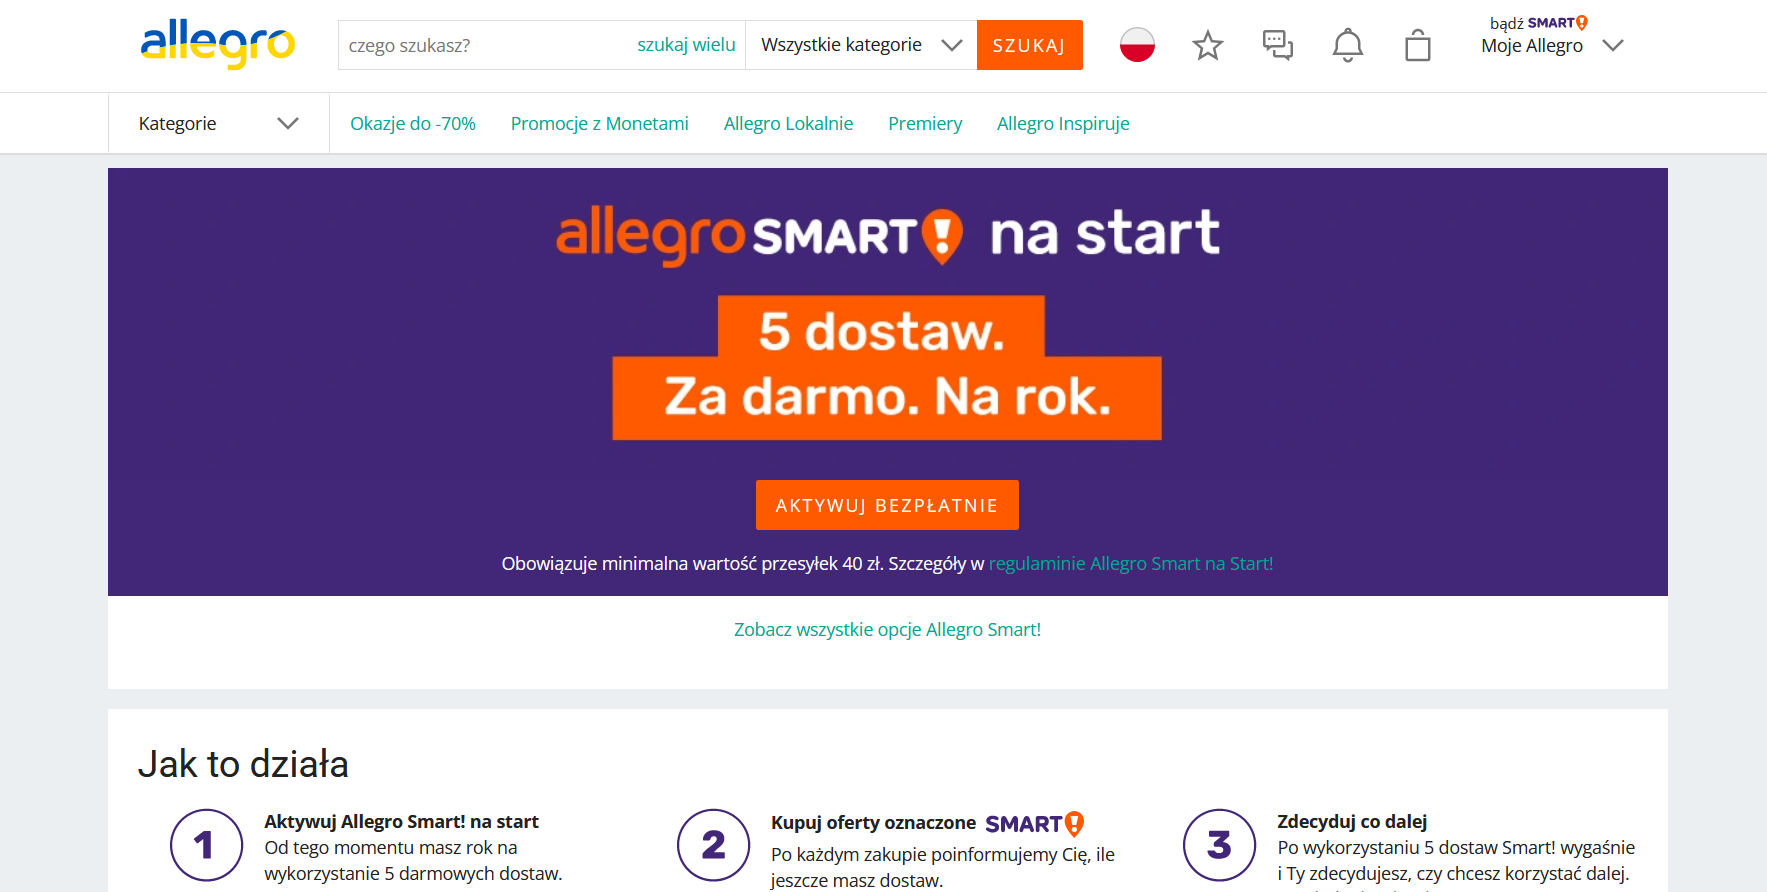 allegro
czego szukasz?
szukaj wielu
Wszystkie kategorie
SZUKAJ
bądź SMART!
Moje Allegro
Kategorie
Okazje do -70%
Promocje z Monetami
Allegro Lokalnie
Premiery
Allegro Inspiruje
allegro SMART! na start
5 dostaw.
Za darmo. Na rok.
AKTYWUJ BEZPŁATNIE
Obowiązuje minimalna wartość przesyłek 40 zł. Szczegóły w regulaminie Allegro Smart na Start!
Zobacz wszystkie opcje Allegro Smart!
Jak to działa
1
Aktywuj Allegro Smart! na start
Od tego momentu masz rok na
wykorzystanie 5 darmowych dostaw.
2
Kupuj oferty oznaczone SMART!
Po każdym zakupie poinformujemy Cię, ile
jeszcze masz dostaw.
3
Zdecyduj co dalej
Po wykorzystaniu 5 dostaw Smart! wygaśnie
i Ty zdecydujesz, czy chcesz korzystać dalej.